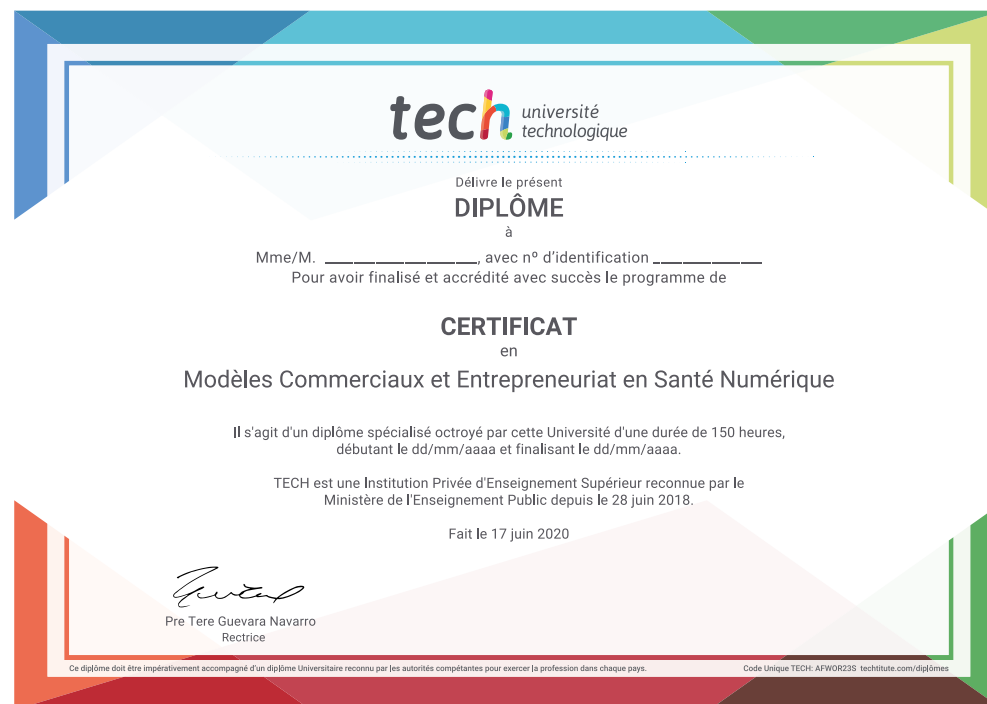 tech université
technologique
Délivre le présent
DIPLÔME
à
Mme/M. ____________________, avec nº d'identification ______________
Pour avoir finalisé et accrédité avec succès le programme de
CERTIFICAT
en
Modèles Commerciaux et Entrepreneuriat en Santé Numérique
Il s'agit d'un diplôme spécialisé octroyé par cette Université d'une durée de 150 heures,
débutant le dd/mm/aaaa et finalisant le dd/mm/aaaa.
TECH est une Institution Privée d'Enseignement Supérieur reconnue par le
Ministère de l'Enseignement Public depuis le 28 juin 2018.
Fait le 17 juin 2020
Pre Tere Guevara Navarro
Rectrice
Ce diplôme doit être impérativement accompagné d'un diplôme Universitaire reconnu par les autorités compétantes pour exercer la profession dans chaque pays.
Code Unique TECH: AFWOR23S techtitute.com/diplômes